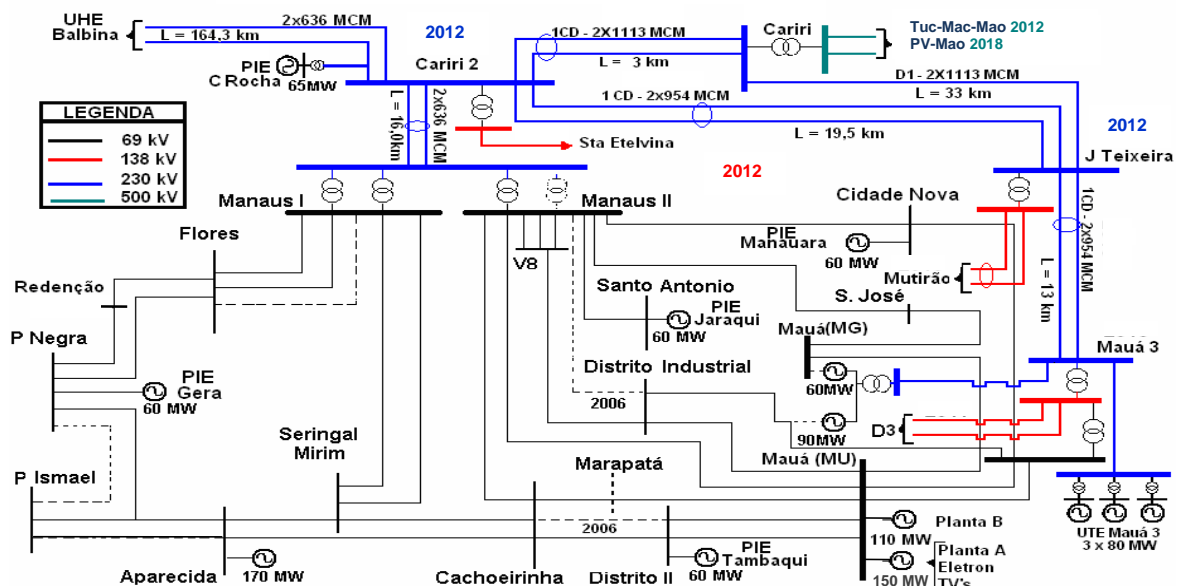 UHE
Balbina
2x636 MCM
L = 164,3 km
2012
PIE
C Rocha
65MW
Cariri 2
1CD - 2X1113 MCM
L = 3 km
Cariri
Tuc-Mac-Mao 2012
PV-Mao 2018
D1 - 2X1113 MCM
L = 33 km
1 CD - 2x954 MCM
L = 19,5 km
2012
J Teixeira
LEGENDA
69 kV
138 kV
230 kV
500 kV
L = 16,0km
2x636 MCM
Sta Etelvina
2012
Manaus I
Manaus II
Cidade Nova
PIE
Manauara
60 MW
1CD - 2x954 MCM
L = 13 km
Mutirão
Flores
Redenção
V8
Santo Antonio
PIE
Jaraqui
60 MW
S. José
Mauá(MG)
60MW
Mauá 3
P Negra
PIE
Gera
60 MW
Distrito Industrial
2006
90MW
D3
Seringal
Mirim
Marapatá
Mauá (MU)
P Ismael
2006
Planta B
110 MW
UTE Mauá 3
3 x 80 MW
Aparecida
170 MW
Cachoeirinha
Distrito II
PIE
Tambaqui
60 MW
Planta A
Eletron
TV's
150 MW